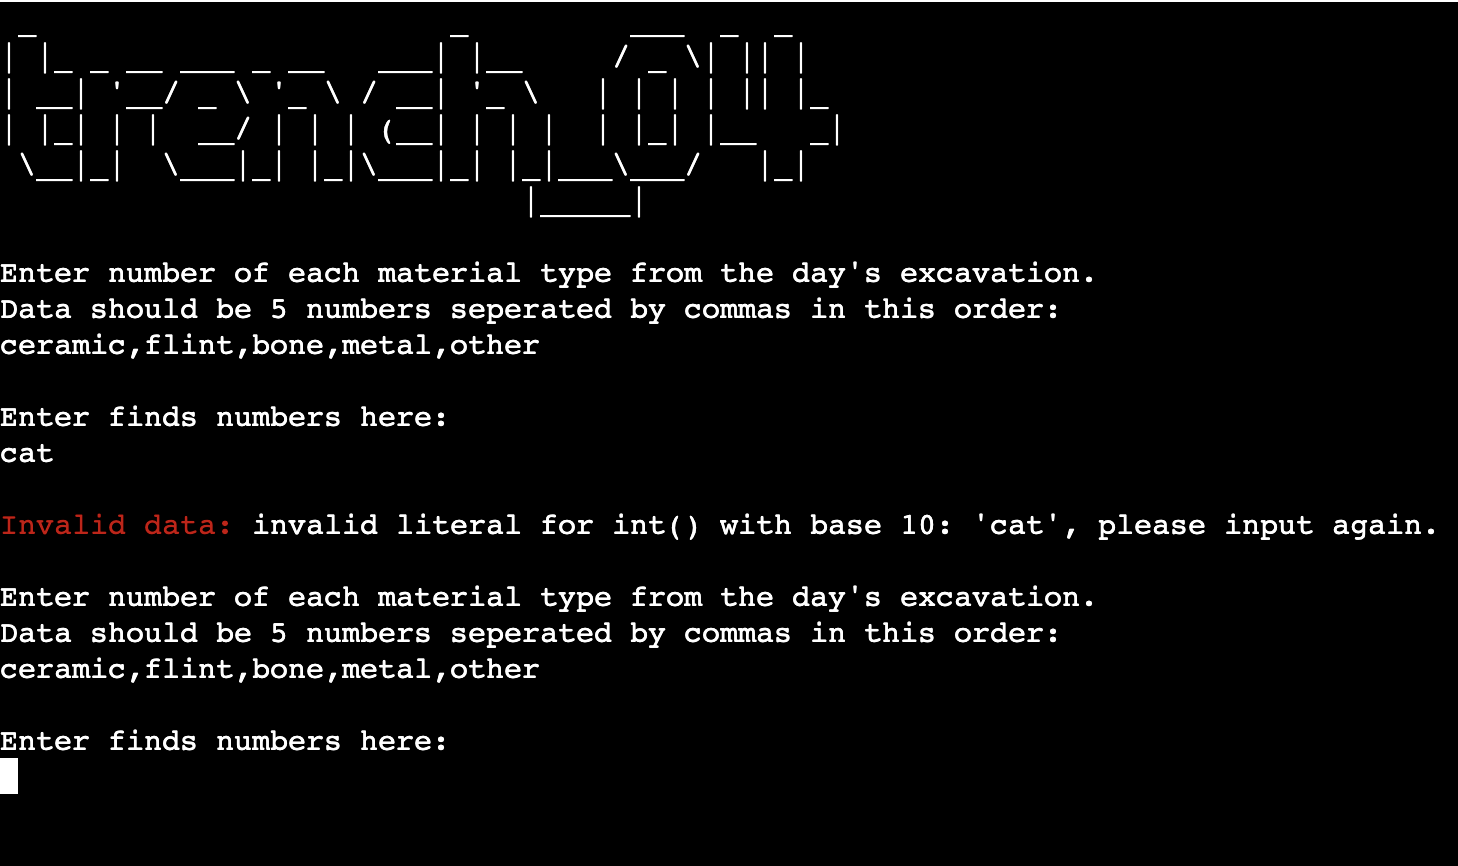 trench_04
Enter number of each material type from the day's excavation.
Data should be 5 numbers seperated by commas in this order:
ceramic,flint,bone,metal,other
Enter finds numbers here:
cat
Invalid data: invalid literal for int() with base 10: 'cat', please input again.
Enter number of each material type from the day's excavation.
Data should be 5 numbers seperated by commas in this order:
ceramic,flint,bone,metal,other
Enter finds numbers here: